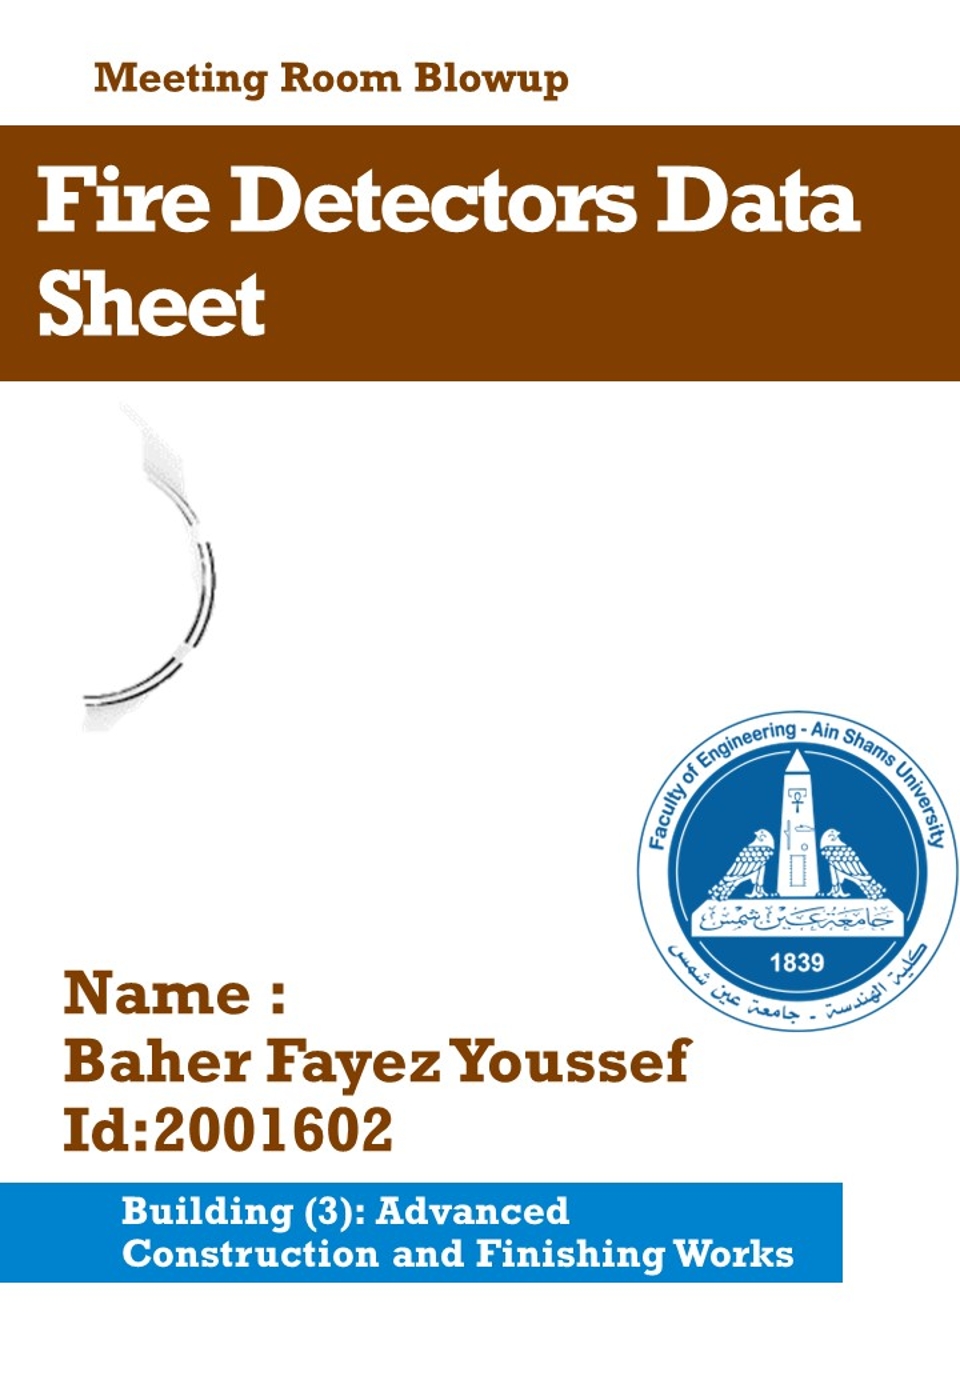 Meeting Room Blowup
Fire Detectors Data
Sheet
Faculty of Engineering - Ain Shams University
جامعة عين شمس
1839
كلية الهندسة - جامعة عين شمس
Name :
Baher Fayez Youssef
Id:2001602
Building (3): Advanced
Construction and Finishing Works